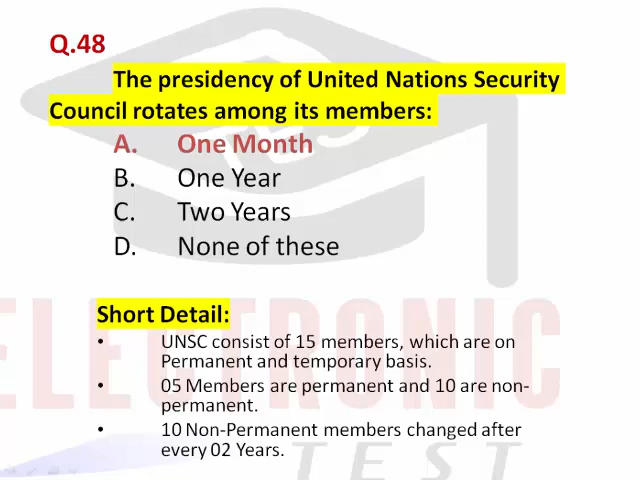 Q.48
The presidency of United Nations Security
Council rotates among its members:
A. One Month
B. One Year
C. Two Years
D. None of these
Short Detail:
• UNSC consist of 15 members, which are on
Permanent and temporary basis.
• 05 Members are permanent and 10 are non-
permanent.
• 10 Non-Permanent members changed after
every 02 Years.
ELECTRONIC
TEST